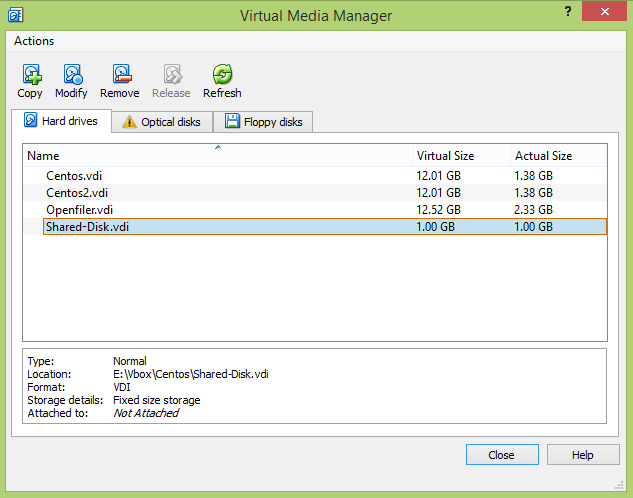 Virtual Media Manager
?
Actions
Copy Modify Remove Release Refresh
Hard drives Optical disks Floppy disks
Name Virtual Size Actual Size
Centos.vdi 12.01 GB 1.38 GB
Centos2.vdi 12.01 GB 1.38 GB
Openfiler.vdi 12.52 GB 2.33 GB
Shared-Disk.vdi 1.00 GB 1.00 GB
Type: Normal
Location: E:\Vbox\Centos\Shared-Disk.vdi
Format: VDI
Storage details: Fixed size storage
Attached to: Not Attached
Close Help